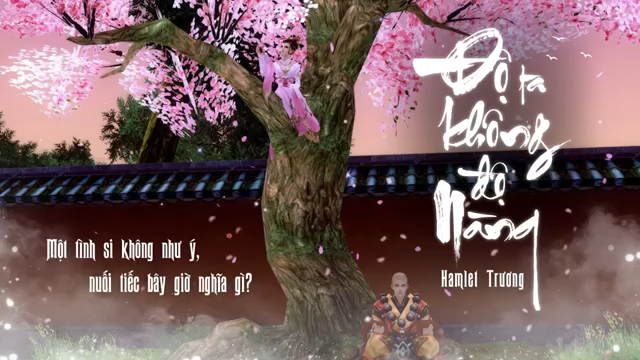 Độ ta
không
độ
Nàng
Hamlet Trương
Một tình si không như ý,
nuối tiếc bây giờ nghĩa gì?